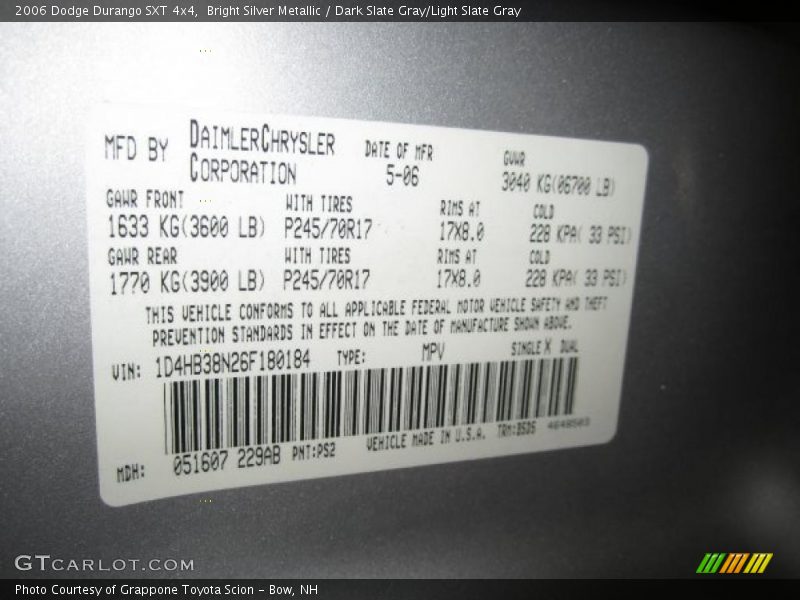 2006 Dodge Durango SXT 4x4,  Bright Silver Metallic / Dark Slate Gray/Light Slate Gray
MFD BY DAIMLERCHRYSLER CORPORATION DATE OF MFR 5-06 GVWR 3040 KG(06700 LB)
GAWR FRONT WITH TIRES RIMS AT COLD
1633 KG(3600 LB) P245/70R17 17X8.0 228 KPA( 33 PSI)
GAWR REAR WITH TIRES RIMS AT COLD
1770 KG(3900 LB) P245/70R17 17X8.0 228 KPA( 33 PSI)
THIS VEHICLE CONFORMS TO ALL APPLICABLE FEDERAL MOTOR VEHICLE SAFETY AND THEFT
PREVENTION STANDARDS IN EFFECT ON THE DATE OF MANUFACTURE SHOWN ABOVE.
VIN: 1D4HB38N26F180184 TYPE: MPV SINGLE X DUAL
MDH: 051607 229AB PNT:PS2 VEHICLE MADE IN U.S.A. TRM:BSDS
GTCARLOT.COM
Photo Courtesy of Grappone Toyota Scion - Bow, NH